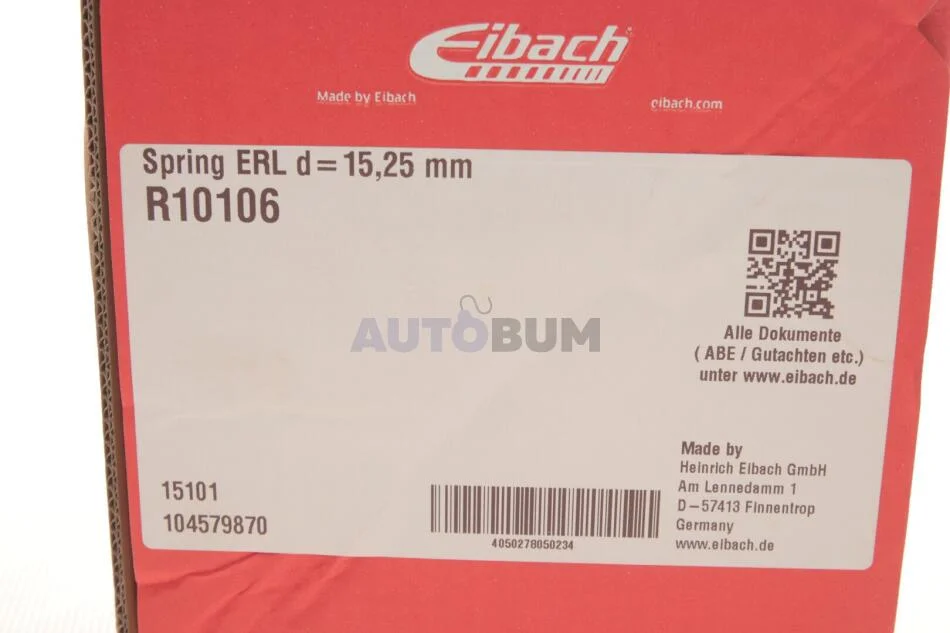 Eibach
Made by Eibach
eibach.com
Spring ERL d=15,25 mm
R10106
AUTOBUM
Alle Dokumente
( ABE / Gutachten etc.)
unter www.eibach.de
Made by
Heinrich Eibach GmbH
Am Lennedamm 1
D-57413 Finnentrop
Germany
www.eibach.de
15101
104579870
4050278050234